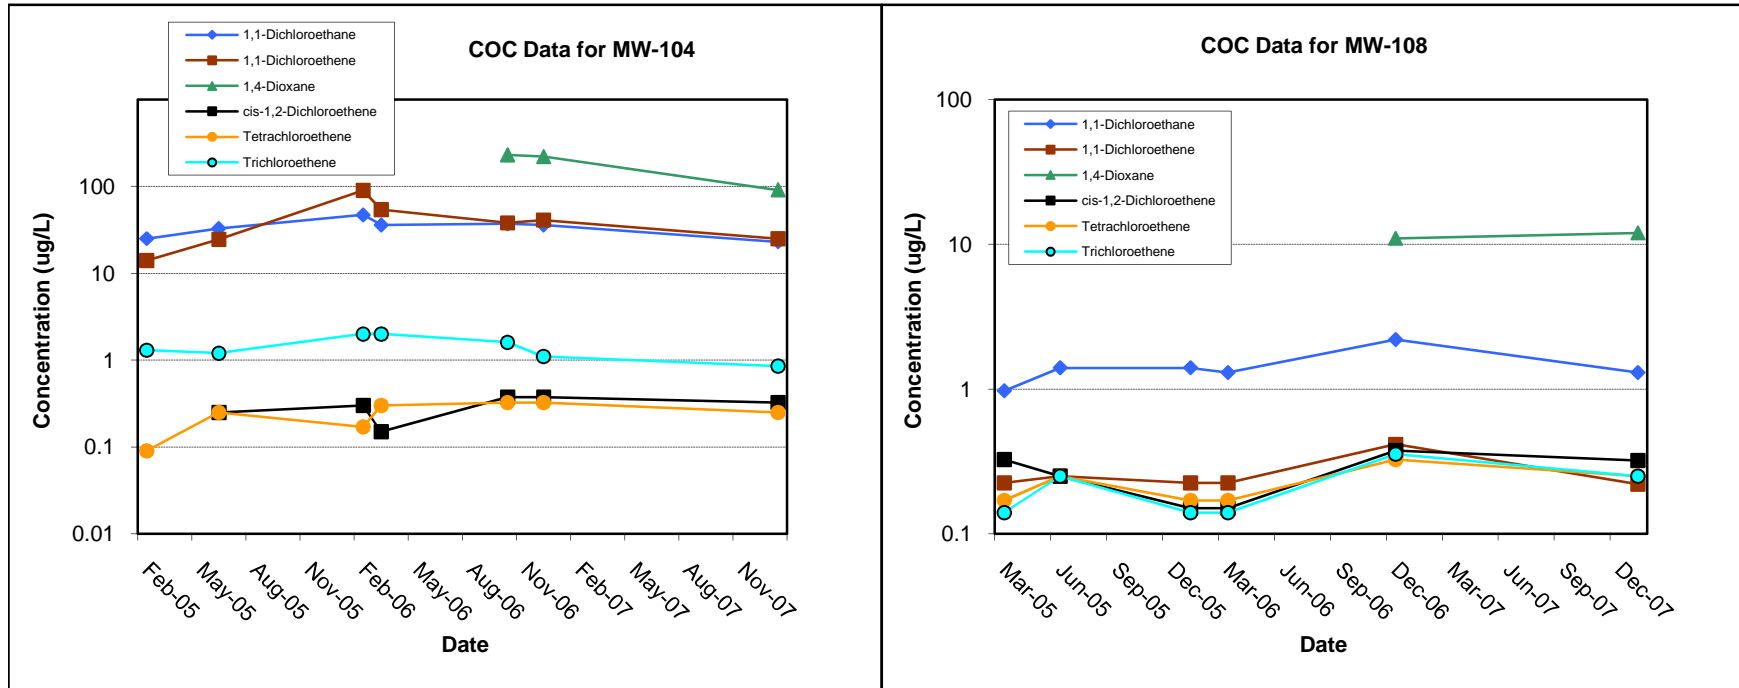 COC Data for MW-104
1,1-Dichloroethane
1,1-Dichloroethene
1,4-Dioxane
cis-1,2-Dichloroethene
Tetrachloroethene
Trichloroethene
Concentration (ug/L)
100
10
1
0.1
0.01
Feb-05
May-05
Aug-05
Nov-05
Feb-06
May-06
Aug-06
Nov-06
Feb-07
May-07
Aug-07
Nov-07
Date
COC Data for MW-108
1,1-Dichloroethane
1,1-Dichloroethene
1,4-Dioxane
cis-1,2-Dichloroethene
Tetrachloroethene
Trichloroethene
Concentration (ug/L)
100
10
1
0.1
Mar-05
Jun-05
Sep-05
Dec-05
Mar-06
Jun-06
Sep-06
Dec-06
Mar-07
Jun-07
Sep-07
Dec-07
Date